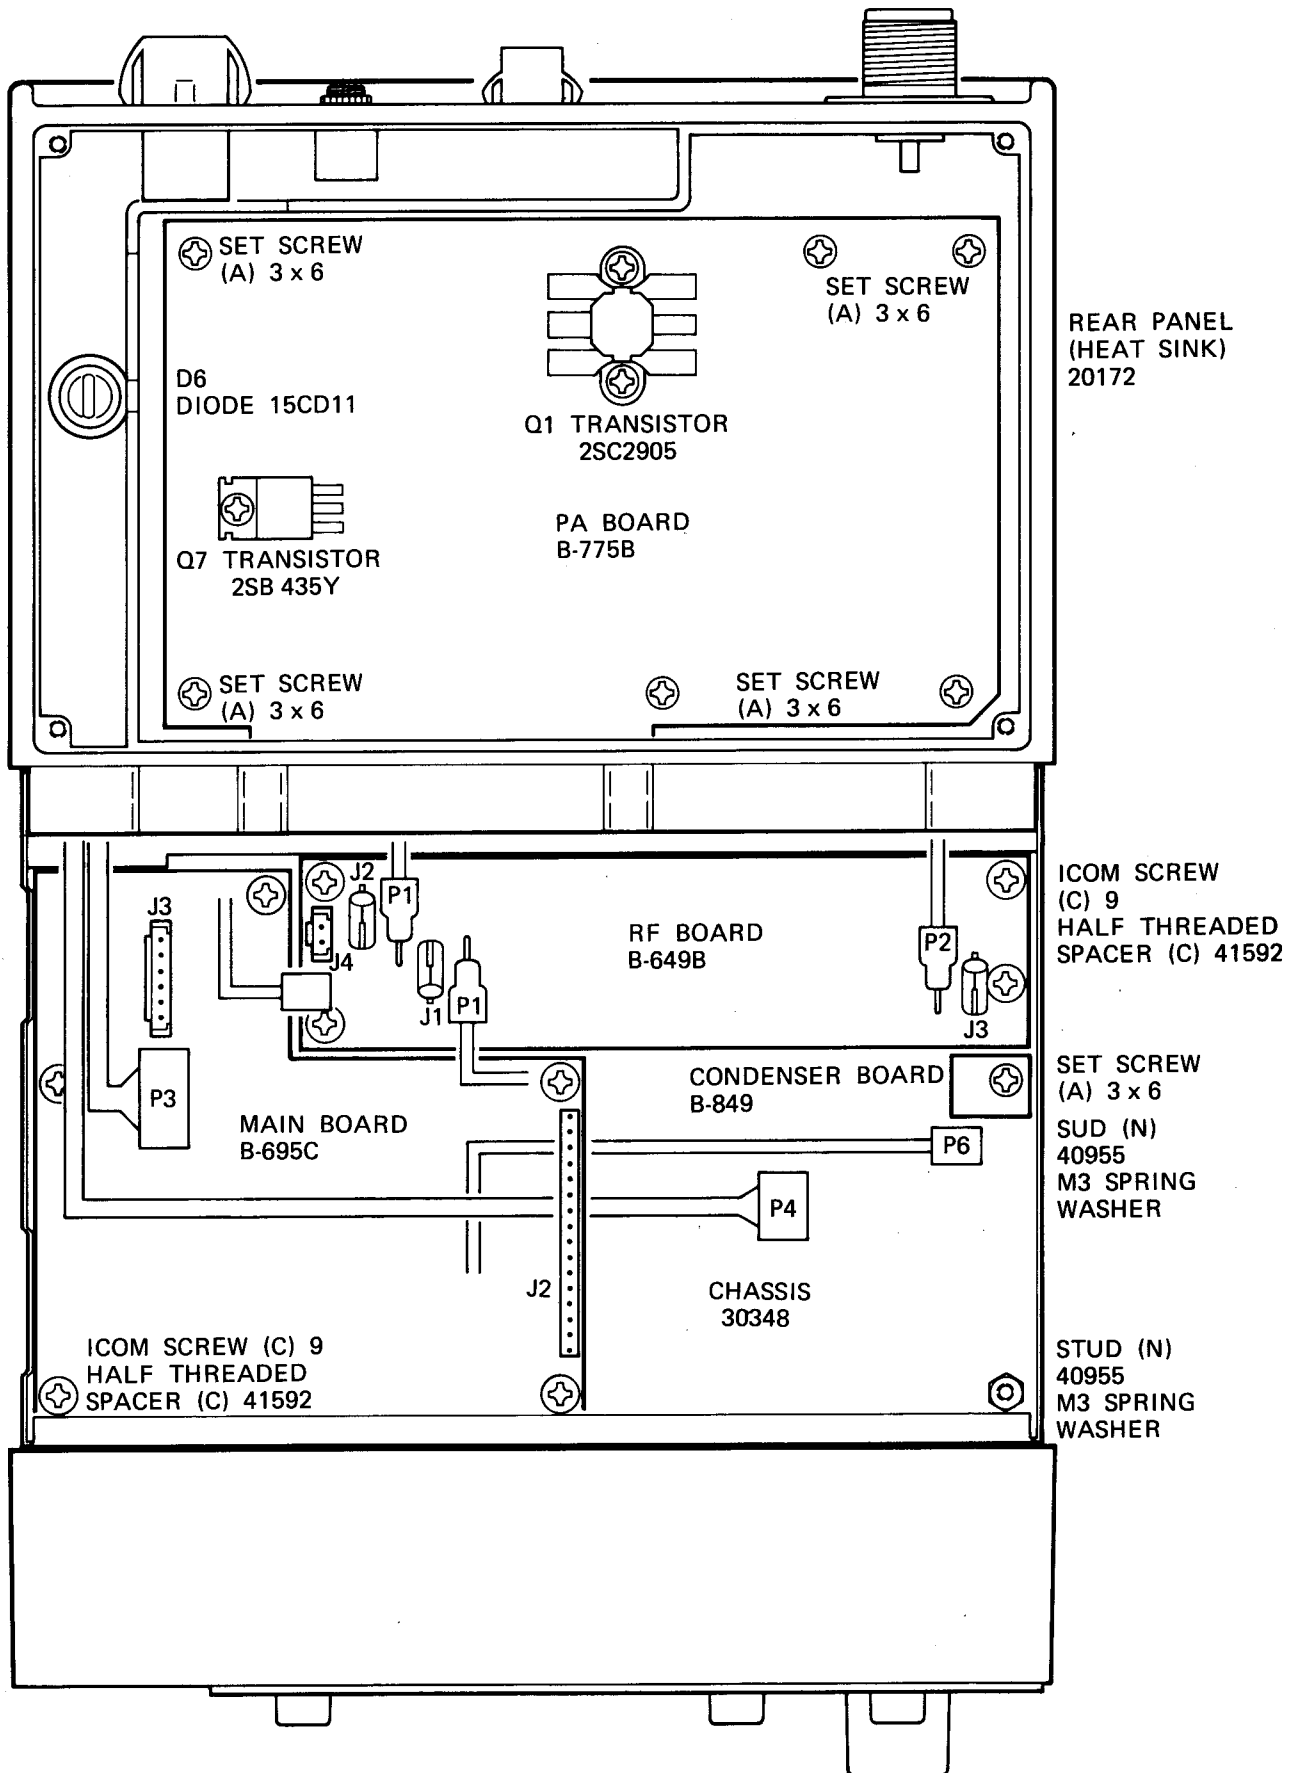 SET SCREW
(A) 3 x 6
SET SCREW
(A) 3 x 6
REAR PANEL
(HEAT SINK)
20172
D6
DIODE 15CD11
Q1 TRANSISTOR
2SC2905
PA BOARD
B-775B
Q7 TRANSISTOR
2SB 435Y
SET SCREW
(A) 3 x 6
SET SCREW
(A) 3 x 6
J2
P1
J3
J4
RF BOARD
B-649B
P2
J1
P1
J3
ICOM SCREW
(C) 9
HALF THREADED
SPACER (C) 41592
P3
MAIN BOARD
B-695C
CONDENSER BOARD
B-849
SET SCREW
(A) 3 x 6
P6
SUD (N)
40955
M3 SPRING
WASHER
P4
J2
CHASSIS
30348
ICOM SCREW (C) 9
HALF THREADED
SPACER (C) 41592
STUD (N)
40955
M3 SPRING
WASHER